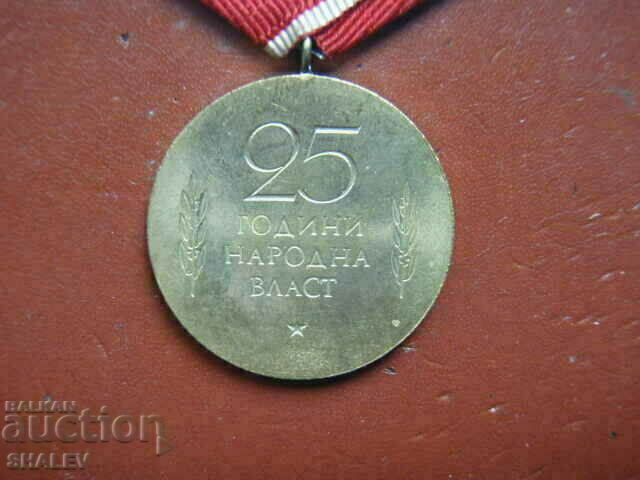 25
ГОДИНИ
НАРОДНА
ВЛАСТ
BALKAN
auction
SHALEV